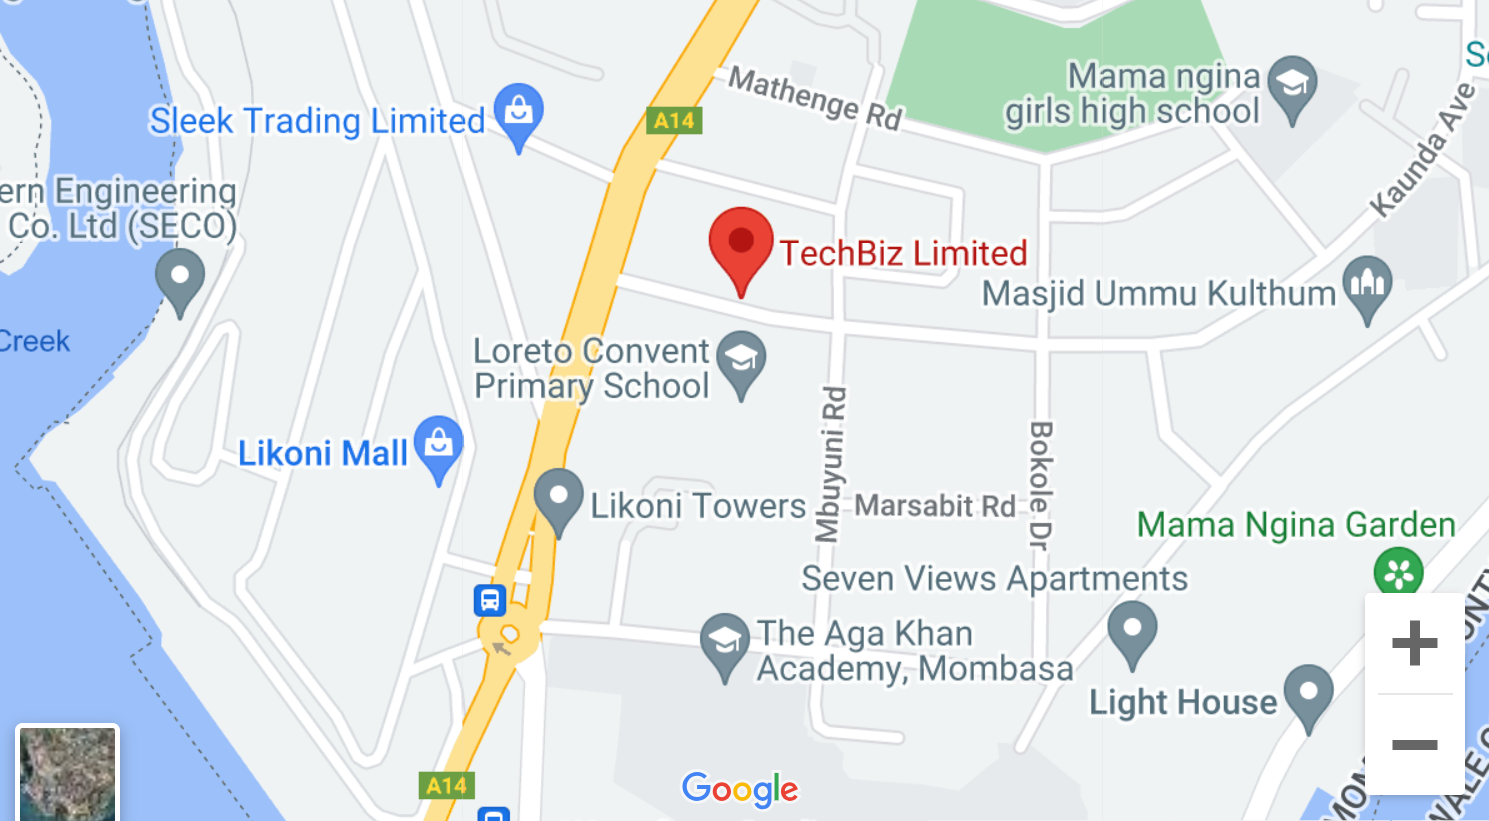 Mathenge Rd
Mama ngina
girls high school
Sleek Trading Limited
A14
Kaunda Ave
ern Engineering
Co. Ltd (SECO)
TechBiz Limited
Masjid Ummu Kulthum
Creek
Loreto Convent
Primary School
Likoni Mall
Mbuyuni Rd
Bokole Dr
Likoni Towers
Marsabit Rd
Mama Ngina Garden
Seven Views Apartments
The Aga Khan
Academy, Mombasa
Light House
A14
Google